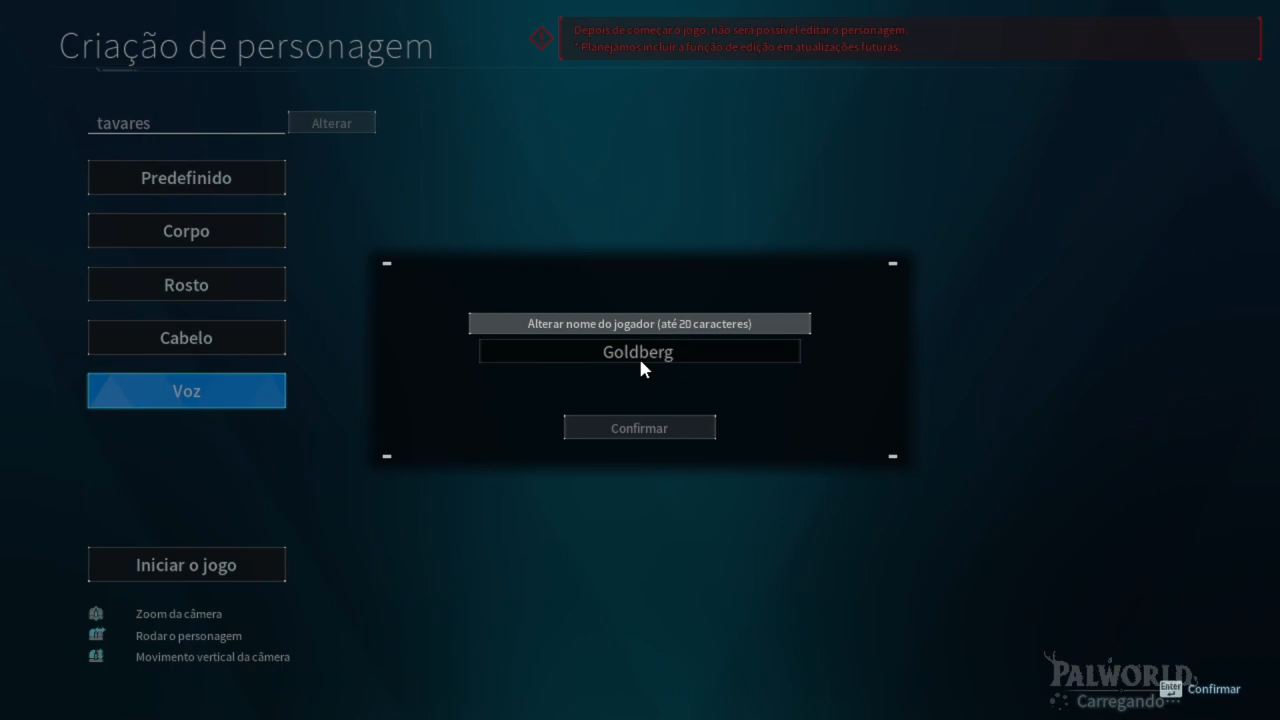 Criação de personagem
Depois de começar o jogo, não será possível editar o personagem.
* Planejamos incluir a função de edição em atualizações futuras.
tavares
Alterar
Predefinido
Corpo
Rosto
Cabelo
Voz
Alterar nome do jogador (até 20 caracteres)
Goldberg
Confirmar
Iniciar o jogo
Zoom da câmera
Rodar o personagem
Movimento vertical da câmera
PALWORLD
Enter Confirmar
Carregando...